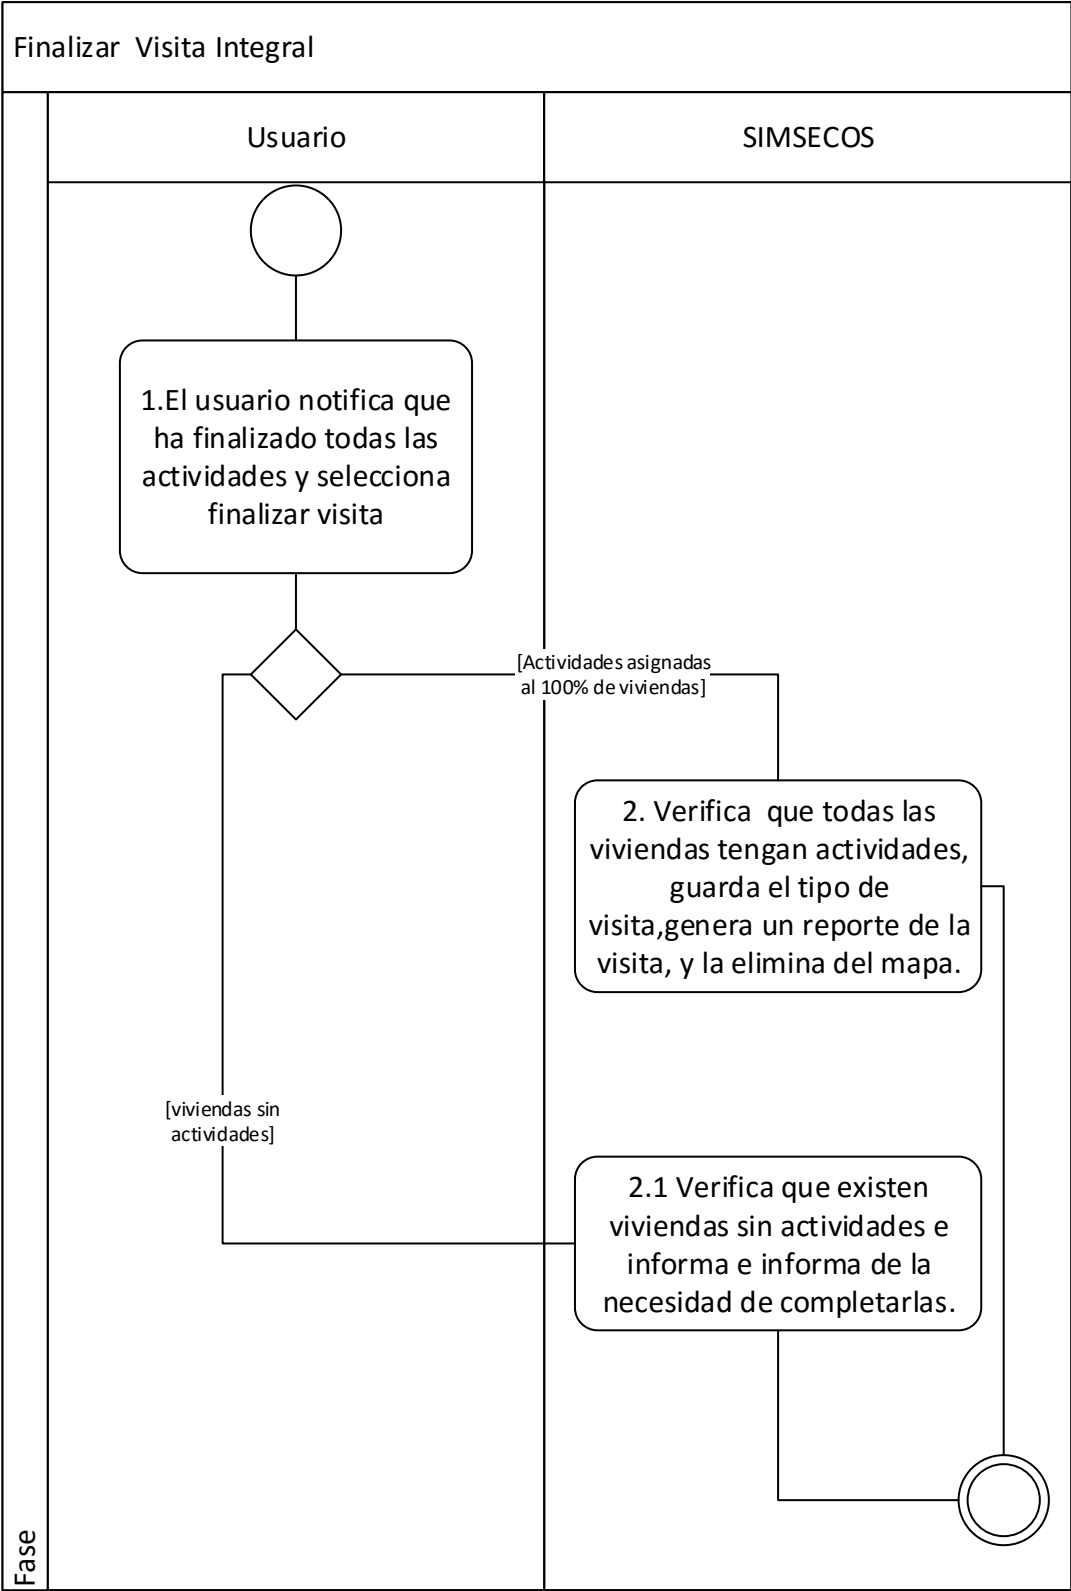 Finalizar  Visita Integral
Usuario
SIMSECOS
1.El usuario notifica que
ha finalizado todas las
actividades y selecciona
finalizar visita
[Actividades asignadas
al 100% de viviendas]
2. Verifica  que todas las
viviendas tengan actividades,
guarda el tipo de
visita,genera un reporte de la
visita, y la elimina del mapa.
[viviendas sin
actividades]
2.1 Verifica que existen
viviendas sin actividades e
informa e informa de la
necesidad de completarlas.
Fase